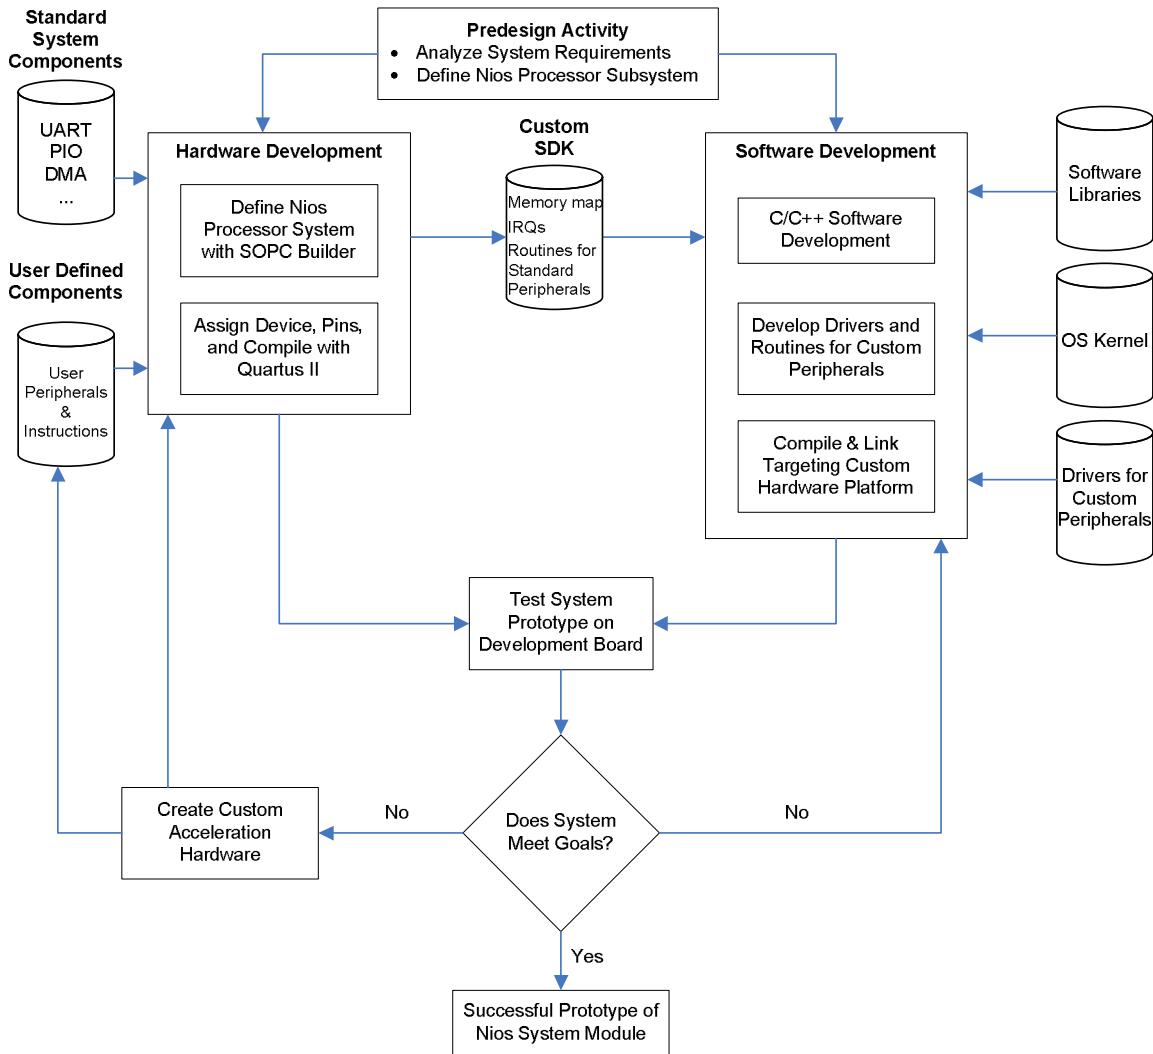 Standard
System
Components
UART
PIO
DMA
...
Predesign Activity
• Analyze System Requirements
• Define Nios Processor Subsystem
Hardware Development
Define Nios
Processor System
with SOPC Builder
Assign Device, Pins,
and Compile with
Quartus II
User Defined
Components
User
Peripherals
&
Instructions
Custom
SDK
Memory map
IRQs
Routines for
Standard
Peripherals
Software Development
C/C++ Software
Development
Develop Drivers and
Routines for Custom
Peripherals
Compile & Link
Targeting Custom
Hardware Platform
Software
Libraries
OS Kernel
Drivers for
Custom
Peripherals
Test System
Prototype on
Development Board
Does System
Meet Goals?
No
No
Create Custom
Acceleration
Hardware
Yes
Successful Prototype of
Nios System Module